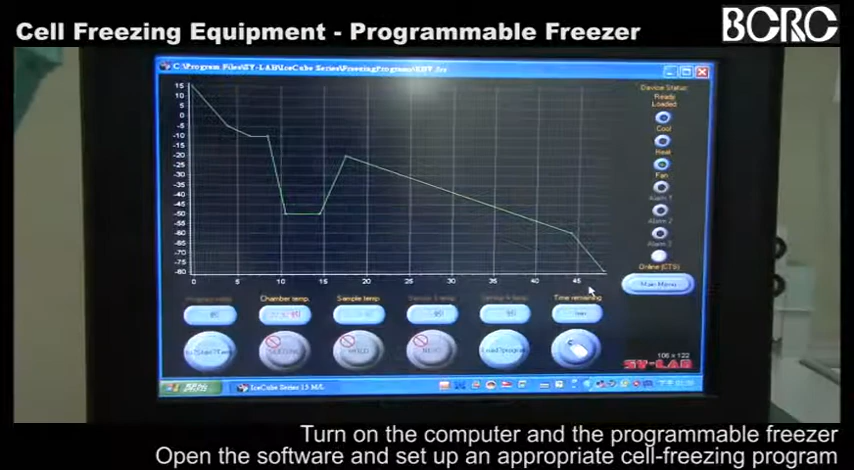 Cell Freezing Equipment - Programmable Freezer
BCRC
15
10
5
0
-5
-10
-15
-20
-25
-30
-35
-40
-45
-50
-55
-60
-65
-70
-75
-80
0 5 10 15 20 25 30 35 40 45
Device Status
Ready
Loaded
Cool
Heat
Fan
Alarm 1
Alarm 2
Alarm 3
Online (CTS)
Main Menu
Chamber temp.
Sample temp.
Time remaining
HOLD
106 x 122
SY-LAB
IceCube Series 15 M/L
Turn on the computer and the programmable freezer
Open the software and set up an appropriate cell-freezing program